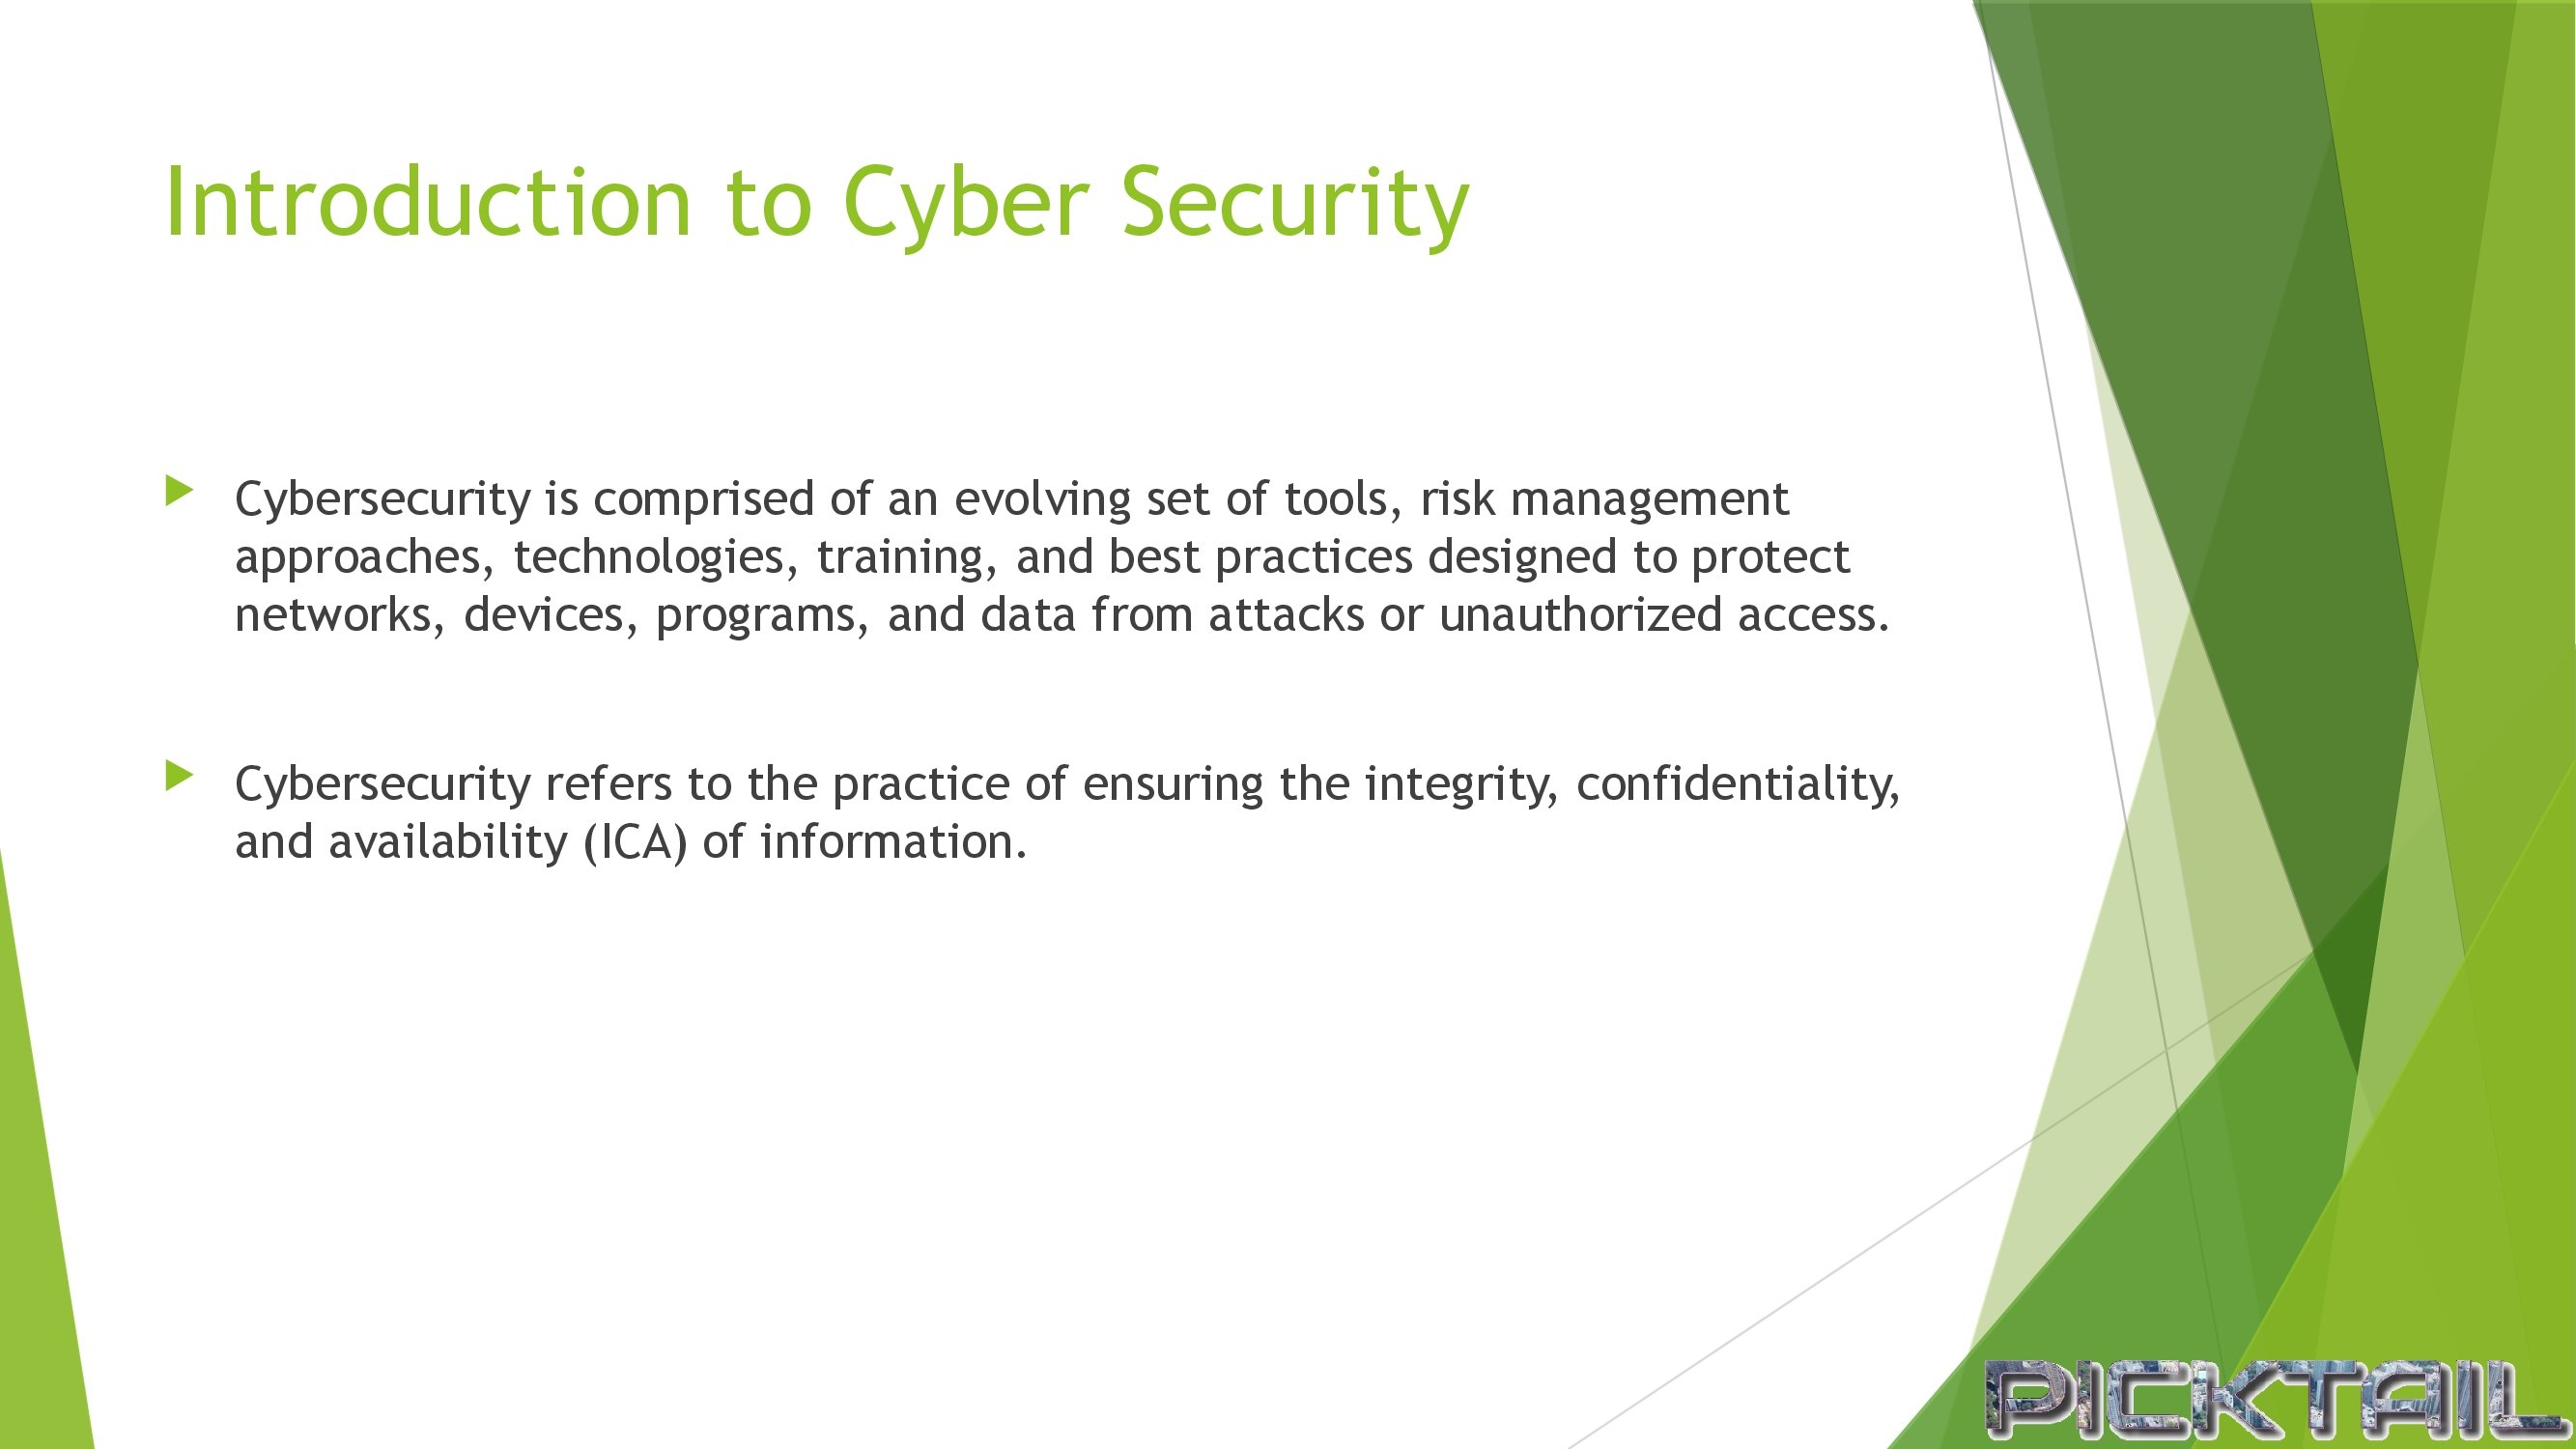 Introduction to Cyber Security
Cybersecurity is comprised of an evolving set of tools, risk management
approaches, technologies, training, and best practices designed to protect
networks, devices, programs, and data from attacks or unauthorized access.
Cybersecurity refers to the practice of ensuring the integrity, confidentiality,
and availability (ICA) of information.
PICKTAIL